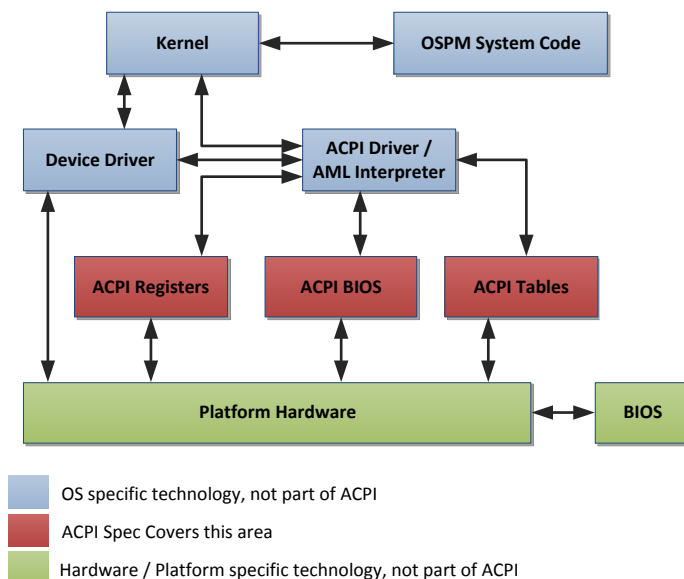 Kernel
OSPM System Code
Device Driver
ACPI Driver /
AML Interpreter
ACPI Registers
ACPI BIOS
ACPI Tables
Platform Hardware
BIOS
OS specific technology, not part of ACPI
ACPI Spec Covers this area
Hardware / Platform specific technology, not part of ACPI